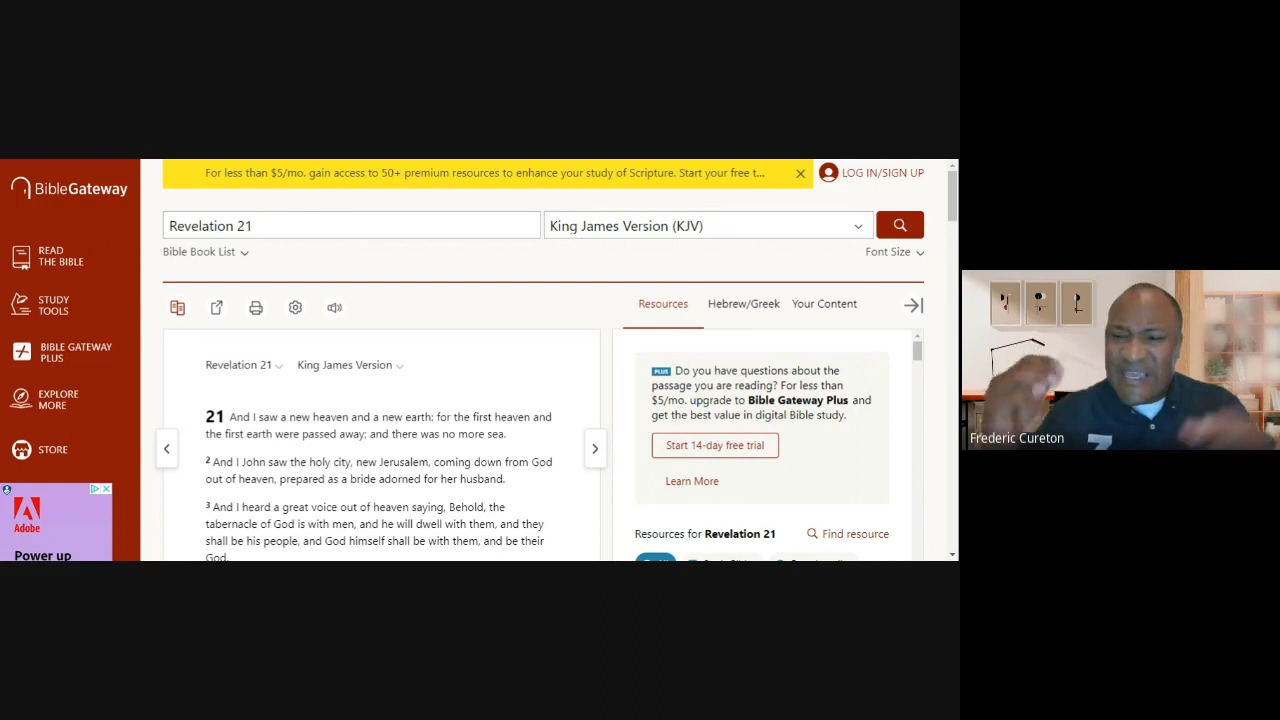 BibleGateway
READ
THE BIBLE
STUDY
TOOLS
BIBLE GATEWAY
PLUS
EXPLORE
MORE
STORE
Adobe
Power up
For less than $5/mo. gain access to 50+ premium resources to enhance your study of Scripture. Start your free t...
LOG IN/SIGN UP
Revelation 21
King James Version (KJV)
Bible Book List
Font Size
Resources
Hebrew/Greek
Your Content
Revelation 21
King James Version
21 And I saw a new heaven and a new earth: for the first heaven and
the first earth were passed away; and there was no more sea.
2 And I John saw the holy city, new Jerusalem, coming down from God
out of heaven, prepared as a bride adorned for her husband.
3 And I heard a great voice out of heaven saying, Behold, the
tabernacle of God is with men, and he will dwell with them, and they
shall be his people, and God himself shall be with them, and be their
God.
PLUS Do you have questions about the
passage you are reading? For less than
$5/mo. upgrade to Bible Gateway Plus and
get the best value in digital Bible study.
Start 14-day free trial
Learn More
Resources for Revelation 21
Find resource
Frederic Cureton